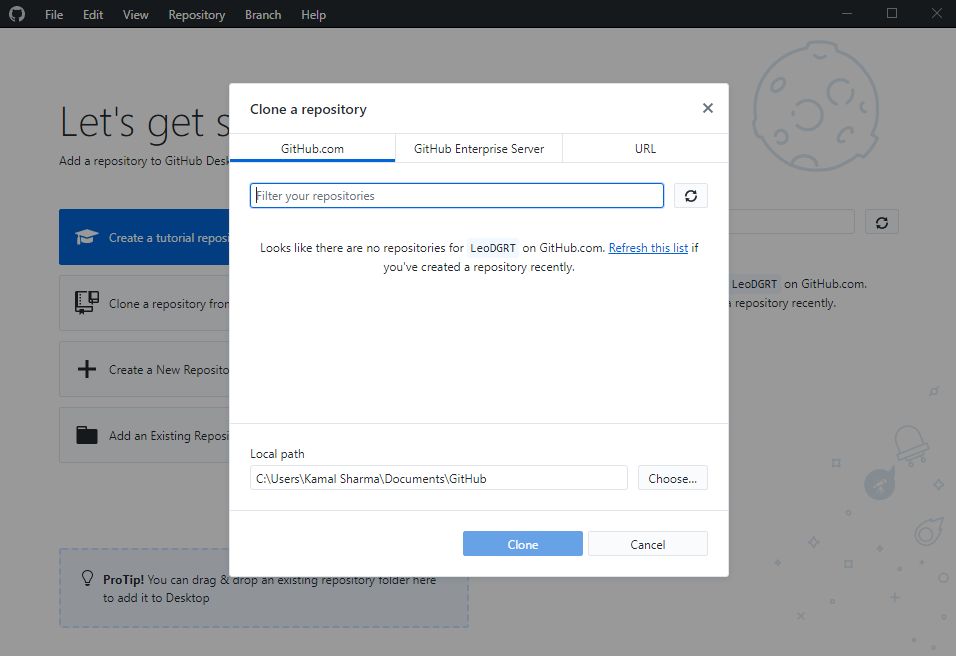 File Edit View Repository Branch Help
Let's get s
Add a repository to GitHub Desk
Create a tutorial reposi
Clone a repository from
Create a New Reposito
Add an Existing Reposi
ProTip! You can drag & drop an existing repository folder here
to add it to Desktop
Clone a repository
GitHub.com GitHub Enterprise Server URL
Filter your repositories
Looks like there are no repositories for LeoDGRT on GitHub.com. Refresh this list if
you've created a repository recently.
Local path
C:\Users\Kamal Sharma\Documents\GitHub Choose...
Clone Cancel
LeoDGRT on GitHub.com.
a repository recently.